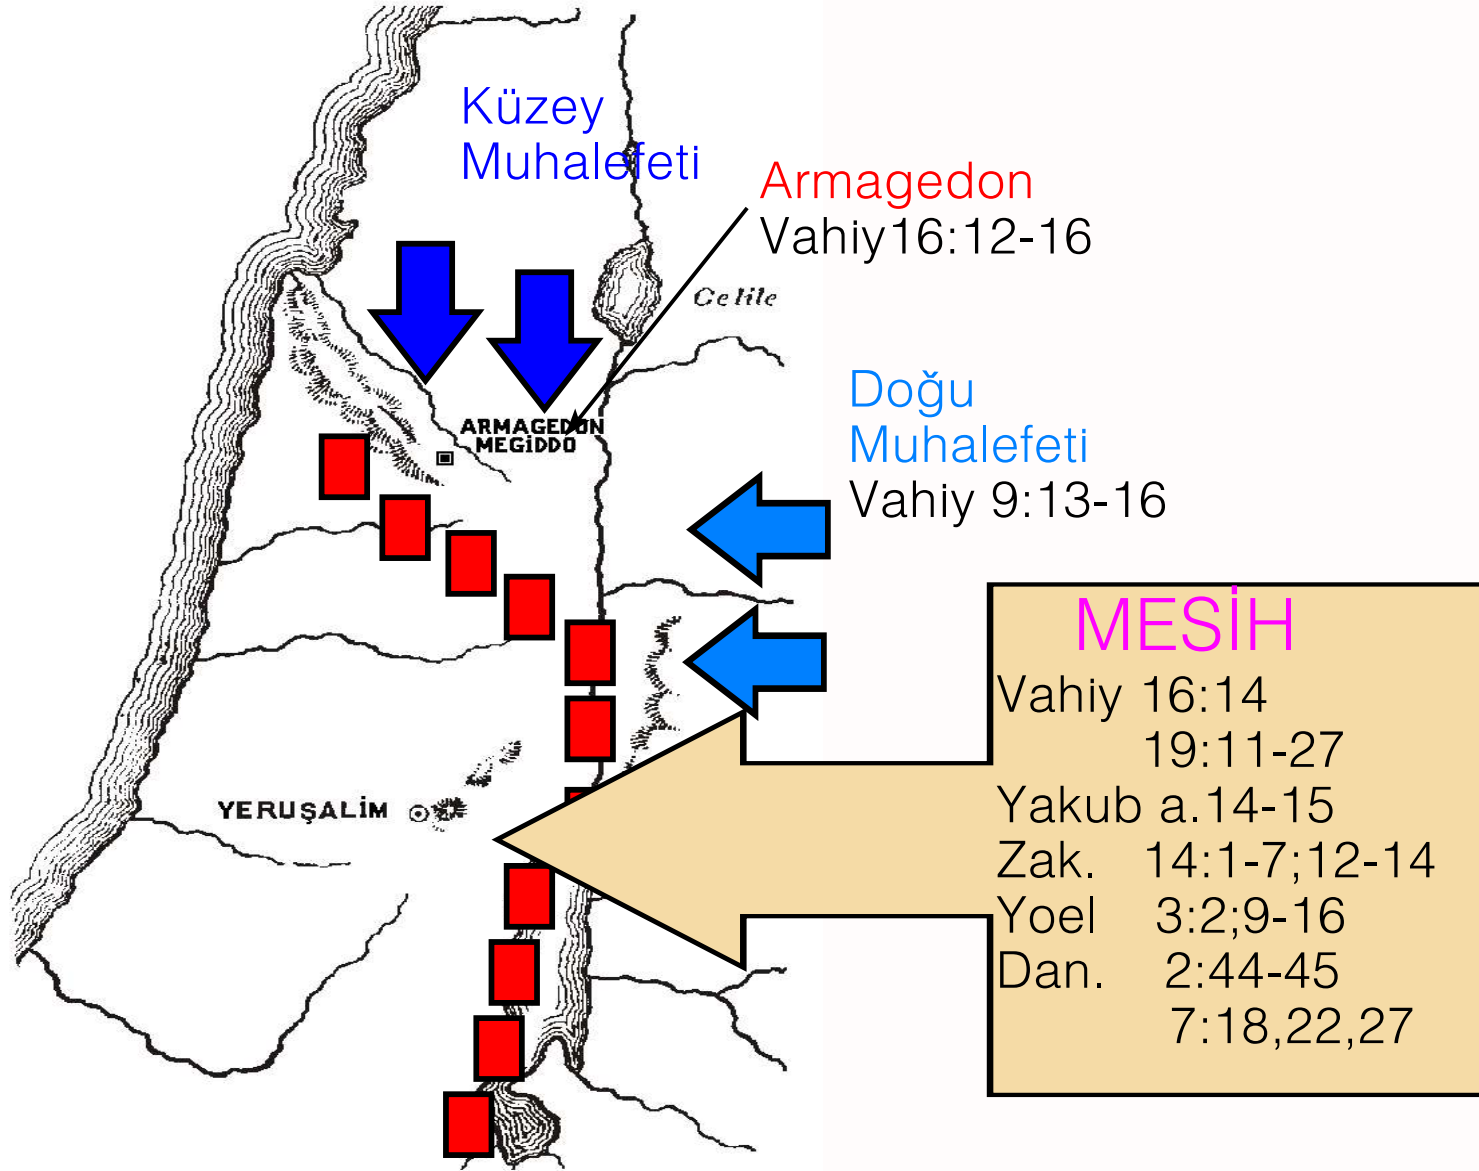 Küzey
Muhalefeti
Armagedon
Vahiy16:12-16
Gelile
Doğu
Muhalefeti
Vahiy 9:13-16
ARMAGEDON
MEGİDDO
MESİH
Vahiy 16:14
19:11-27
Yakub a.14-15
Zak. 14:1-7;12-14
Yoel 3:2;9-16
Dan. 2:44-45
7:18,22,27
YERUŞALİM